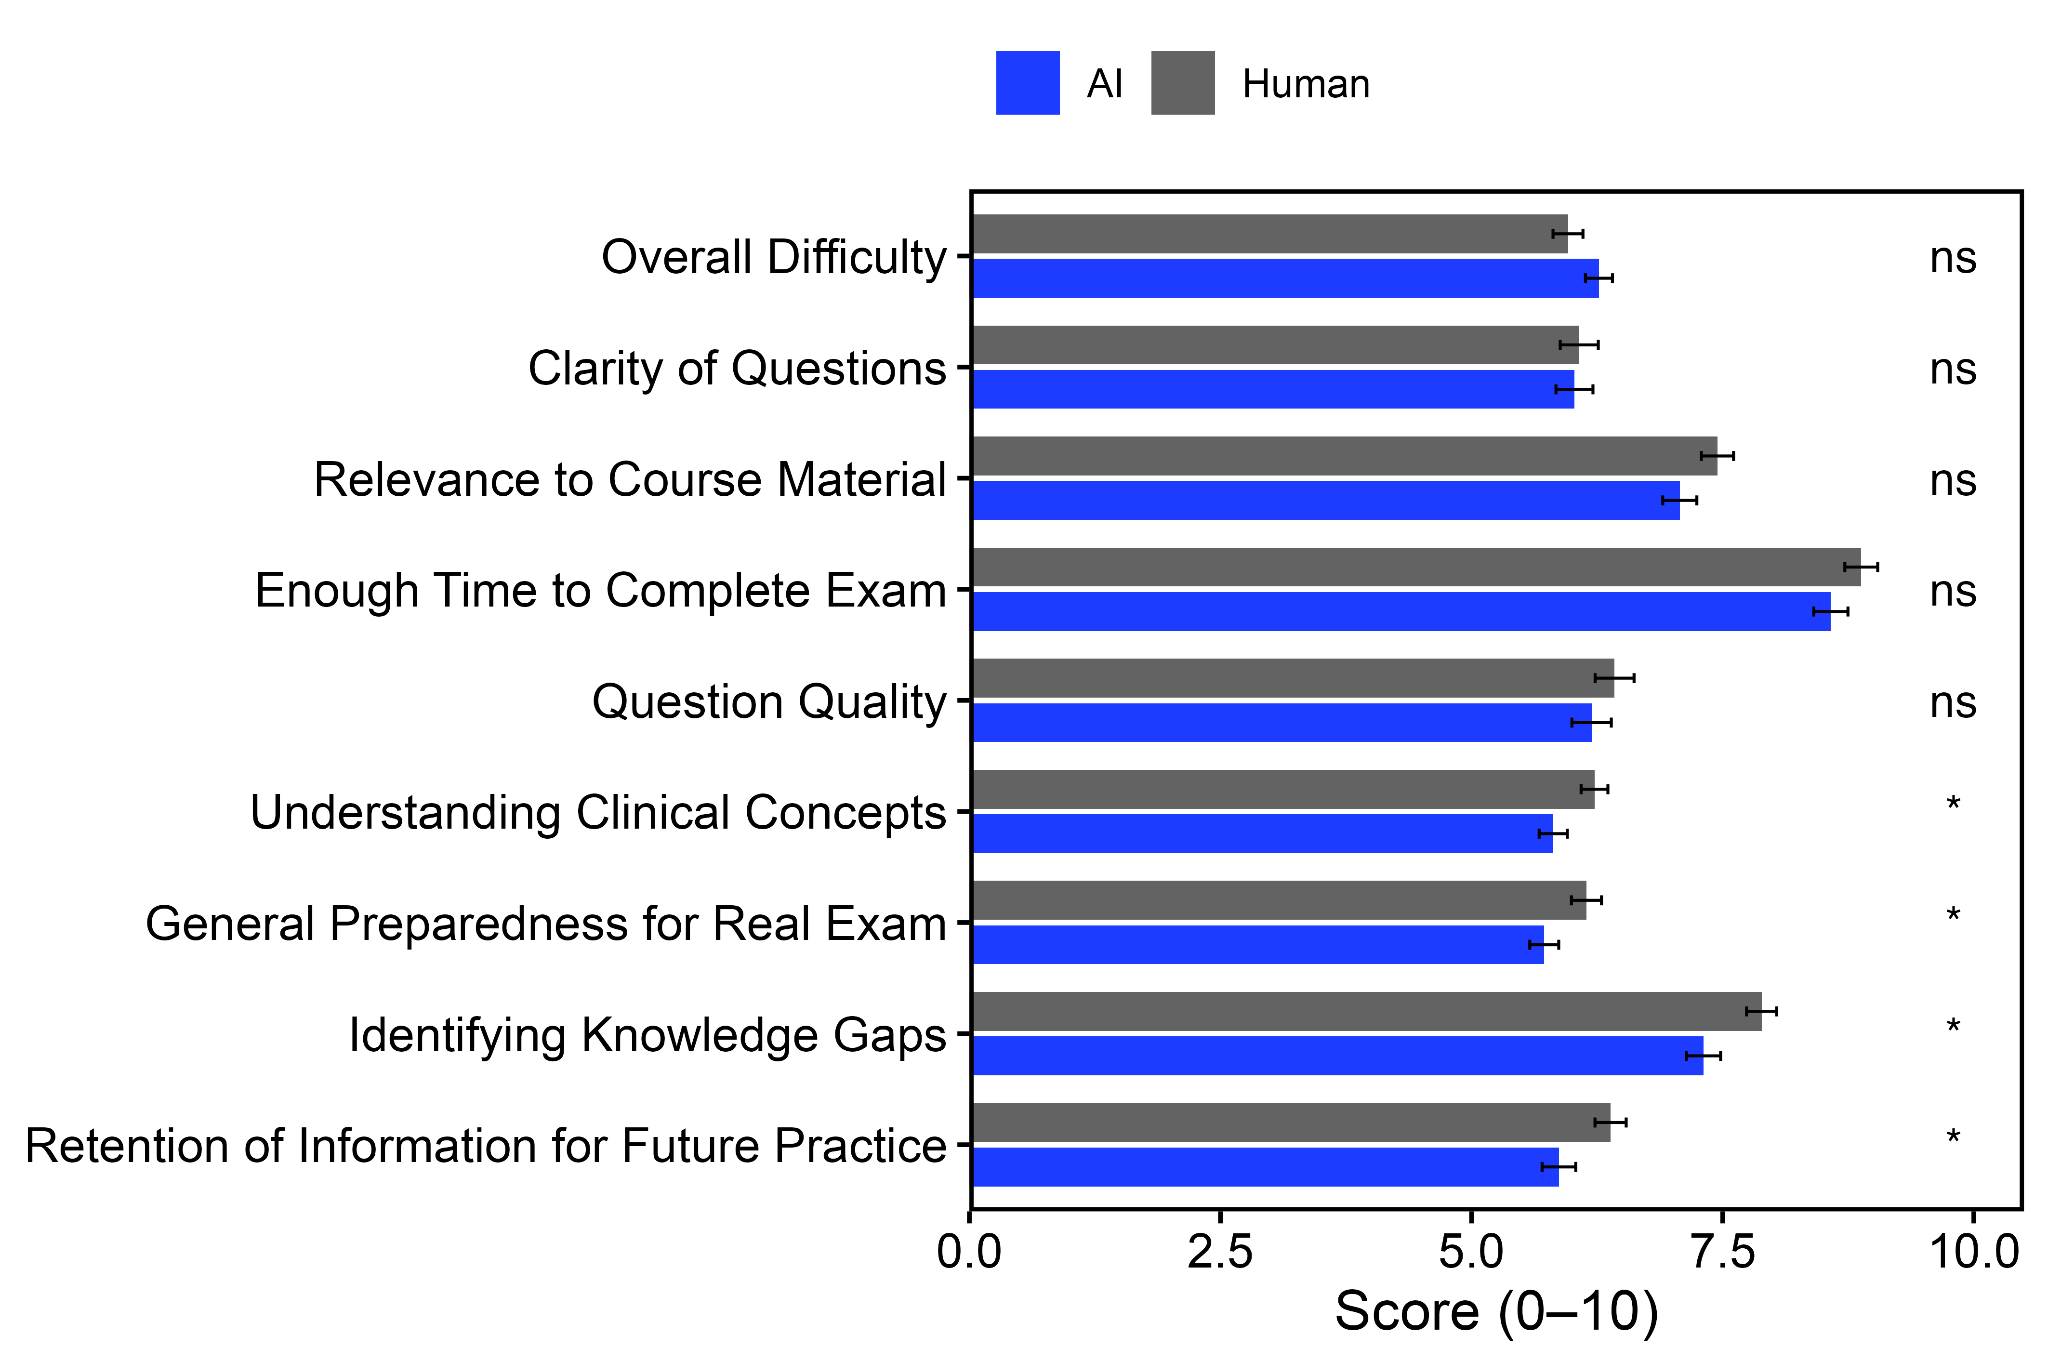 AI Human
Overall Difficulty ns
Clarity of Questions ns
Relevance to Course Material ns
Enough Time to Complete Exam ns
Question Quality ns
Understanding Clinical Concepts *
General Preparedness for Real Exam *
Identifying Knowledge Gaps *
Retention of Information for Future Practice *
0.0 2.5 5.0 7.5 10.0
Score (0–10)